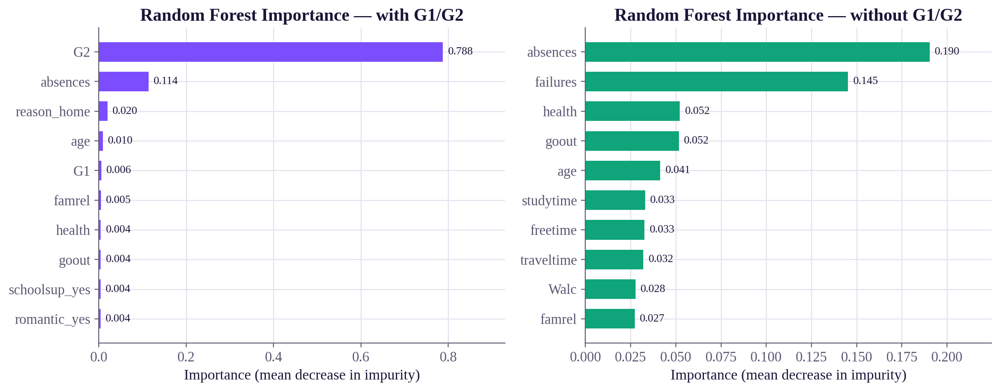 Random Forest Importance — with G1/G2
G2 0.788
absences 0.114
reason_home 0.020
age 0.010
G1 0.006
famrel 0.005
health 0.004
goout 0.004
schoolsup_yes 0.004
romantic_yes 0.004
0.0 0.2 0.4 0.6 0.8
Importance (mean decrease in impurity)
Random Forest Importance — without G1/G2
absences 0.190
failures 0.145
health 0.052
goout 0.052
age 0.041
studytime 0.033
freetime 0.033
traveltime 0.032
Walc 0.028
famrel 0.027
0.000 0.025 0.050 0.075 0.100 0.125 0.150 0.175 0.200
Importance (mean decrease in impurity)